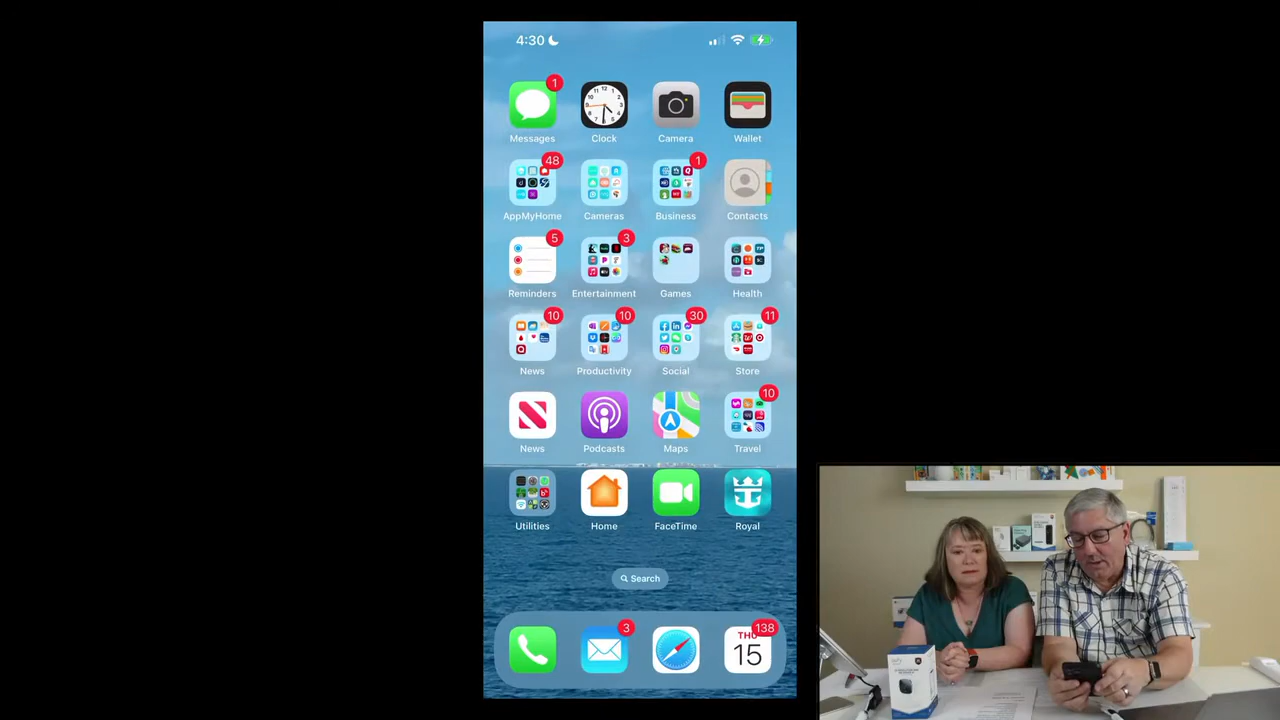 4:30
1
Messages
Clock
Camera
Wallet
48
AppMyHome
Cameras
1
Business
Contacts
5
Reminders
3
Entertainment
Games
Health
10
News
10
Productivity
30
Social
11
Store
News
Podcasts
Maps
10
Travel
Utilities
Home
FaceTime
Royal
Search
3
138
THU
15